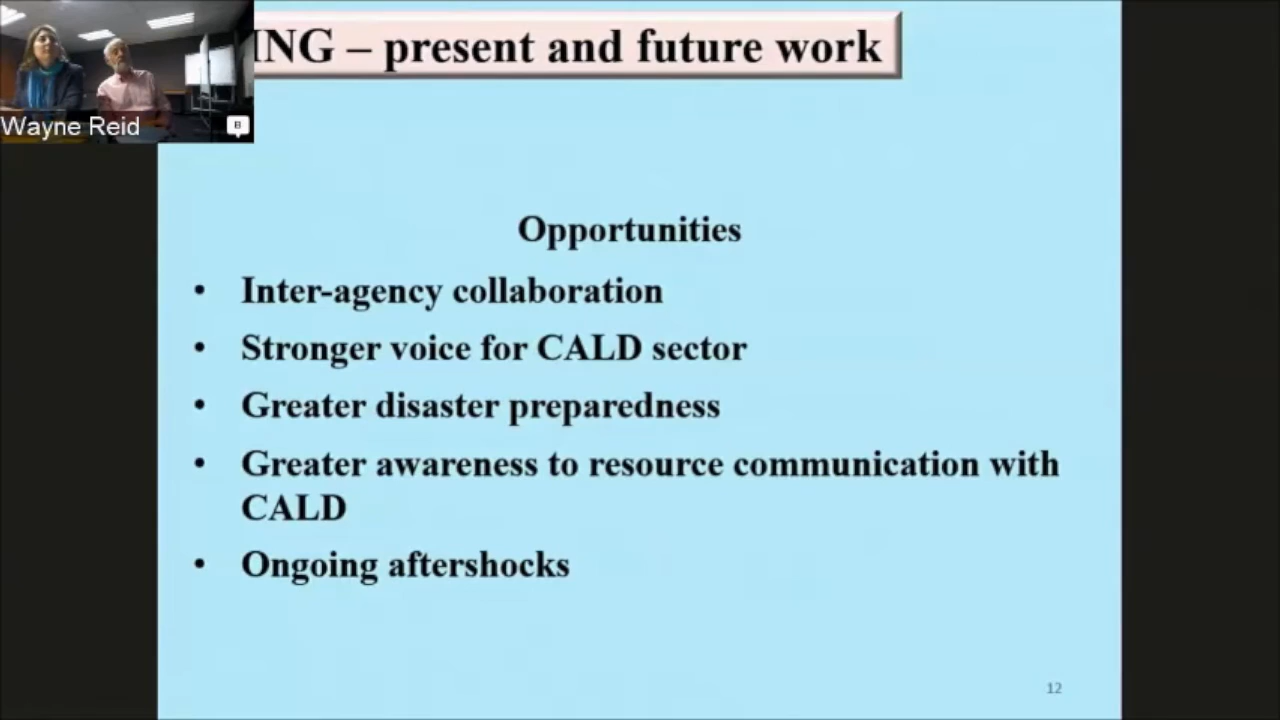 ING – present and future work
Wayne Reid
Opportunities
• Inter-agency collaboration
• Stronger voice for CALD sector
• Greater disaster preparedness
• Greater awareness to resource communication with
CALD
• Ongoing aftershocks
12